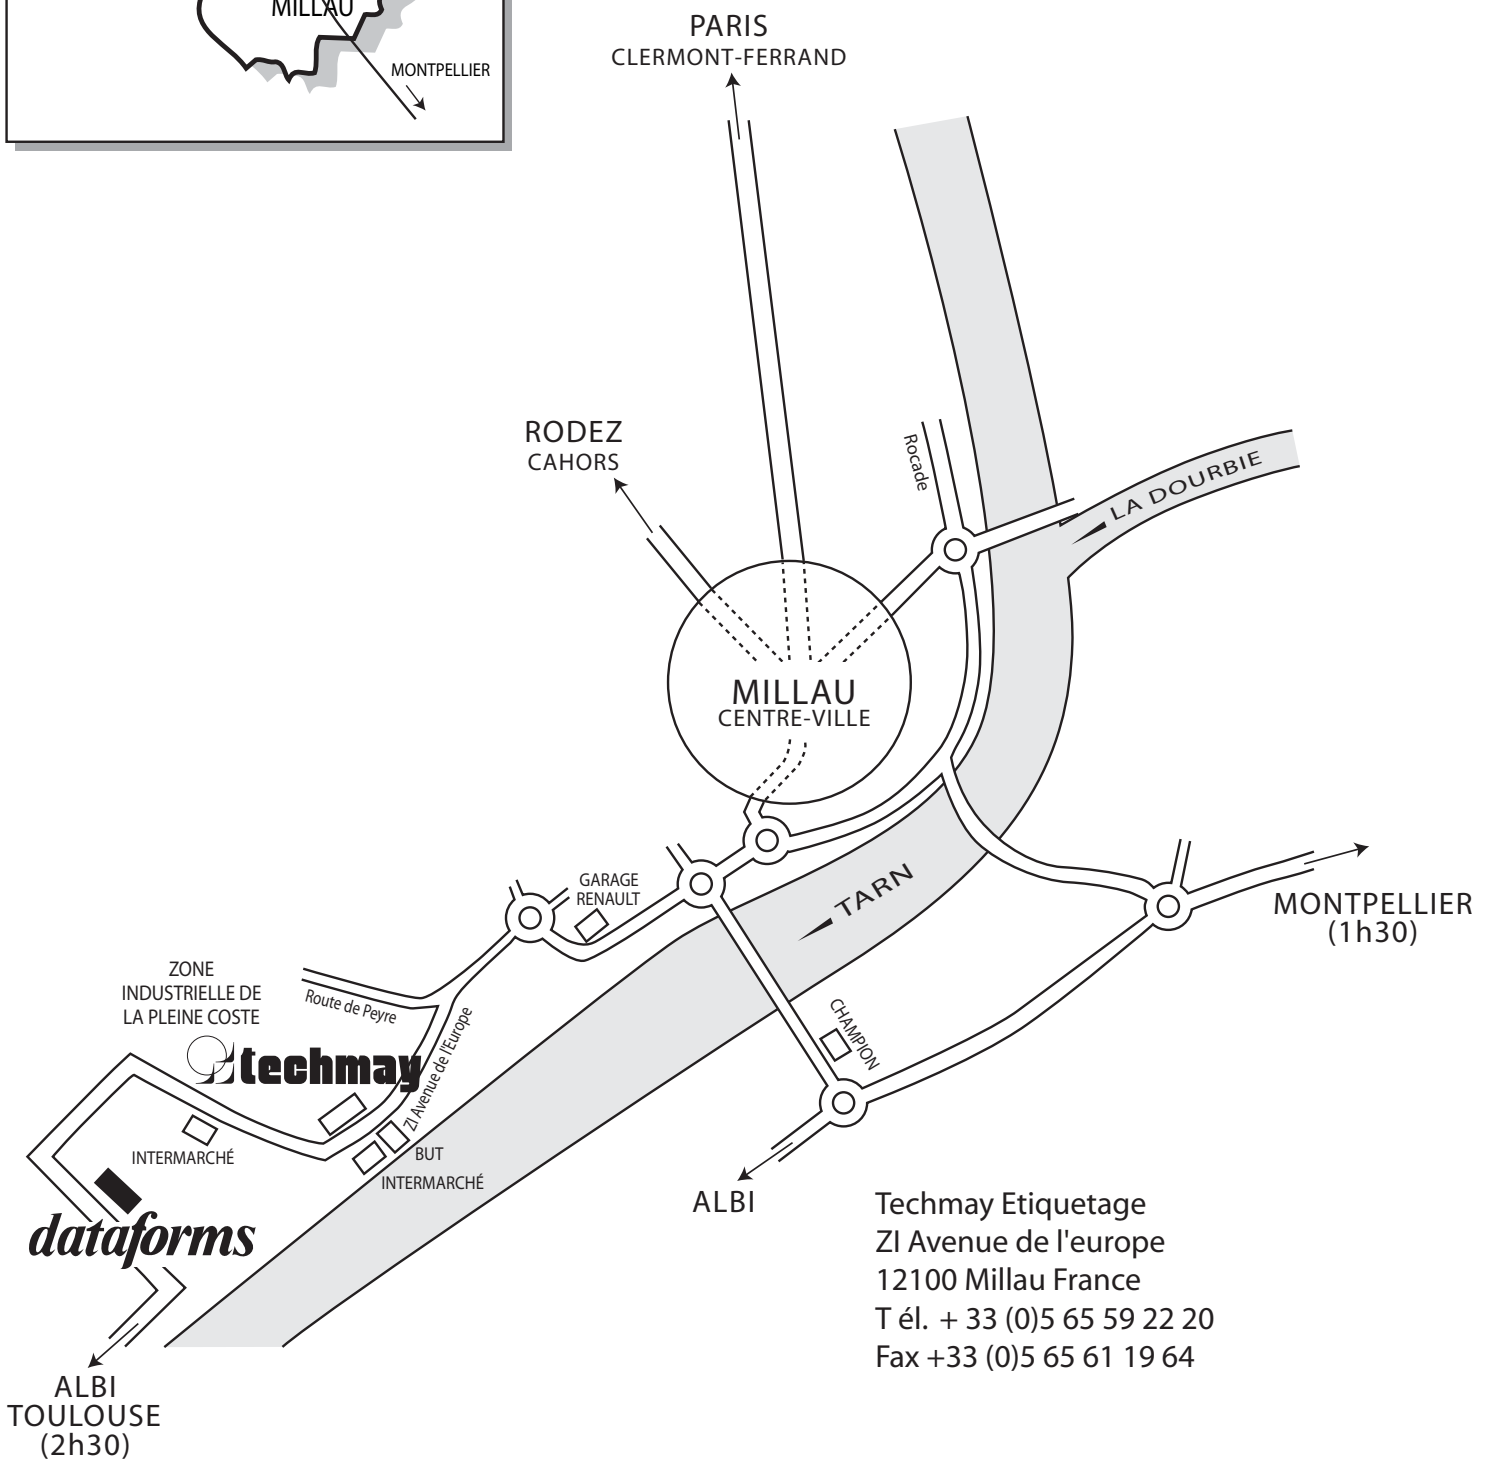 MILLAU
MONTPELLIER
PARIS
CLERMONT-FERRAND
RODEZ
CAHORS
Rocade
LA DOURBIE
MILLAU
CENTRE-VILLE
GARAGE
RENAULT
TARN
MONTPELLIER
(1h30)
ZONE
INDUSTRIELLE DE
LA PLEINE COSTE
Route de Peyre
techmay
ZI Avenue de l'Europe
CHAMPION
INTERMARCHÉ
BUT
INTERMARCHÉ
dataforms
ALBI
Techmay Etiquetage
ZI Avenue de l'europe
12100 Millau France
T él. + 33 (0)5 65 59 22 20
Fax +33 (0)5 65 61 19 64
ALBI
TOULOUSE
(2h30)